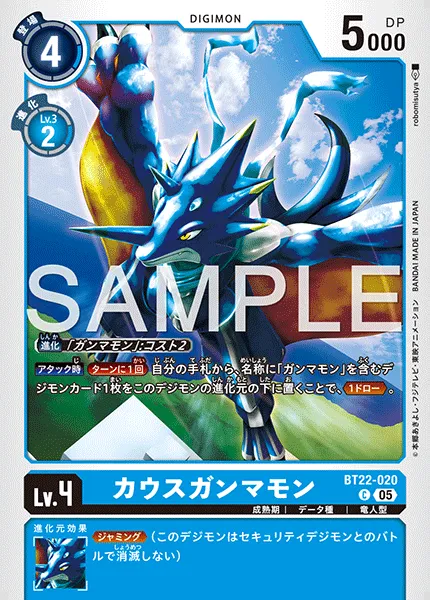 DIGIMON
登場
4
DP
5000
進化
Lv.3
2
robomisutya
SAMPLE
進化 「ガンマモン」:コスト2
アタック時 ターンに1回 自分の手札から、名称に「ガンマモン」を含むデ
ジモンカード1枚をこのデジモンの進化元の下に置くことで、1ドロー。
©本郷あきよし・フジテレビ・東映アニメーション BANDAI MADE IN JAPAN
Lv.4
カウスガンマモン
BT22-020
C 05
成熟期 データ種 竜人型
進化元効果
ジャミング (このデジモンはセキュリティデジモンとのバト
ルで消滅しない)